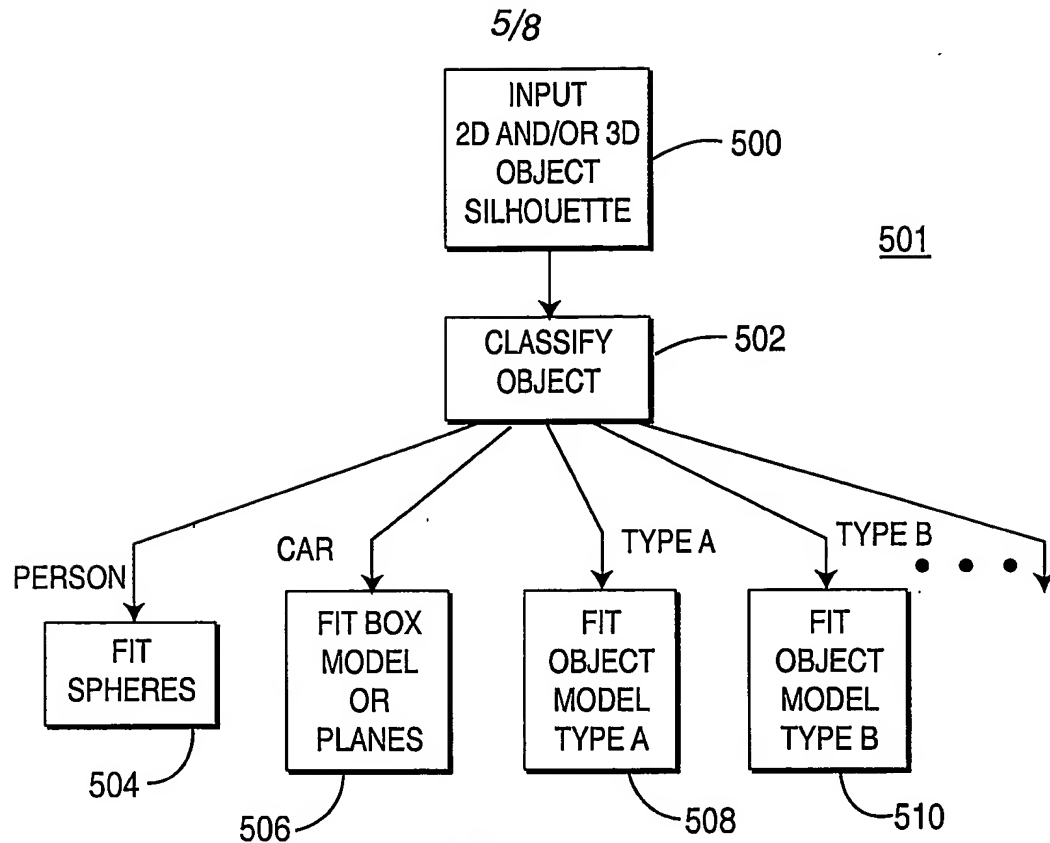 5/8
INPUT
2D AND/OR 3D
OBJECT
SILHOUETTE
500
501
CLASSIFY
OBJECT
502
PERSON
CAR
TYPE A
TYPE B
• • •
FIT
SPHERES
504
FIT BOX
MODEL
OR
PLANES
506
FIT
OBJECT
MODEL
TYPE A
508
FIT
OBJECT
MODEL
TYPE B
510